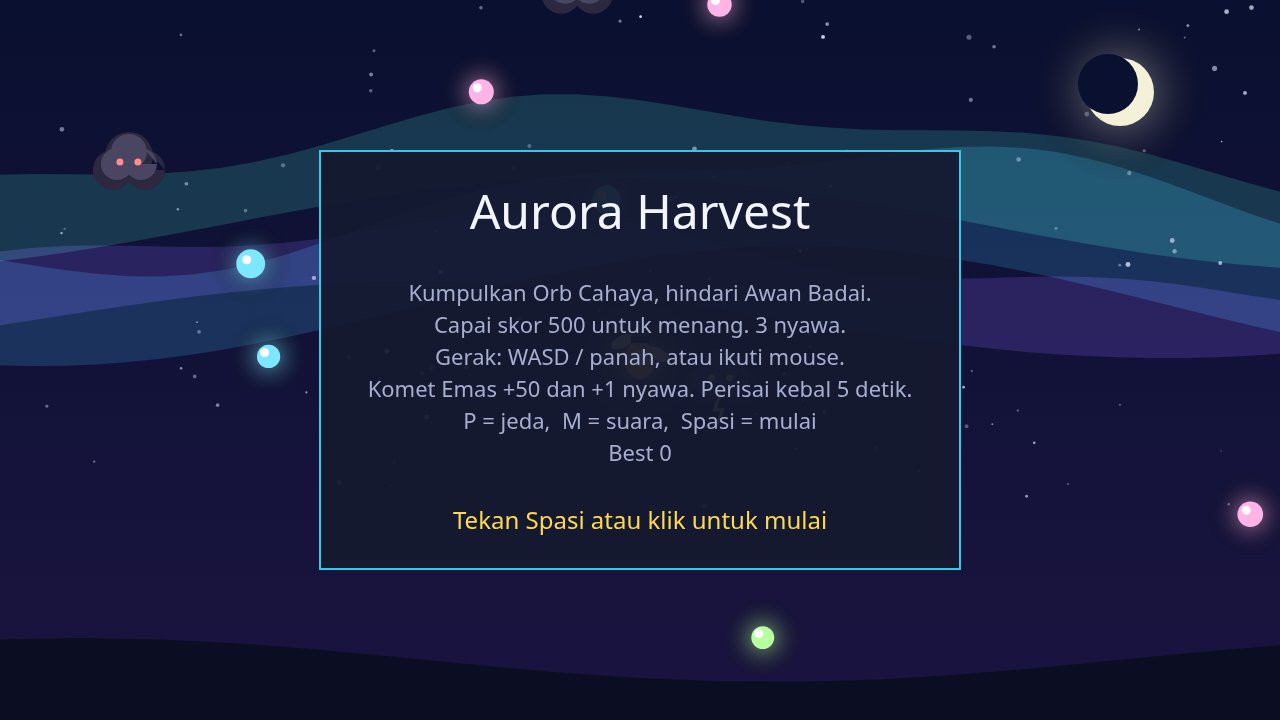 Aurora Harvest
Kumpulkan Orb Cahaya, hindari Awan Badai.
Capai skor 500 untuk menang. 3 nyawa.
Gerak: WASD / panah, atau ikuti mouse.
Komet Emas +50 dan +1 nyawa. Perisai kebal 5 detik.
P = jeda,  M = suara,  Spasi = mulai
Best 0
Tekan Spasi atau klik untuk mulai